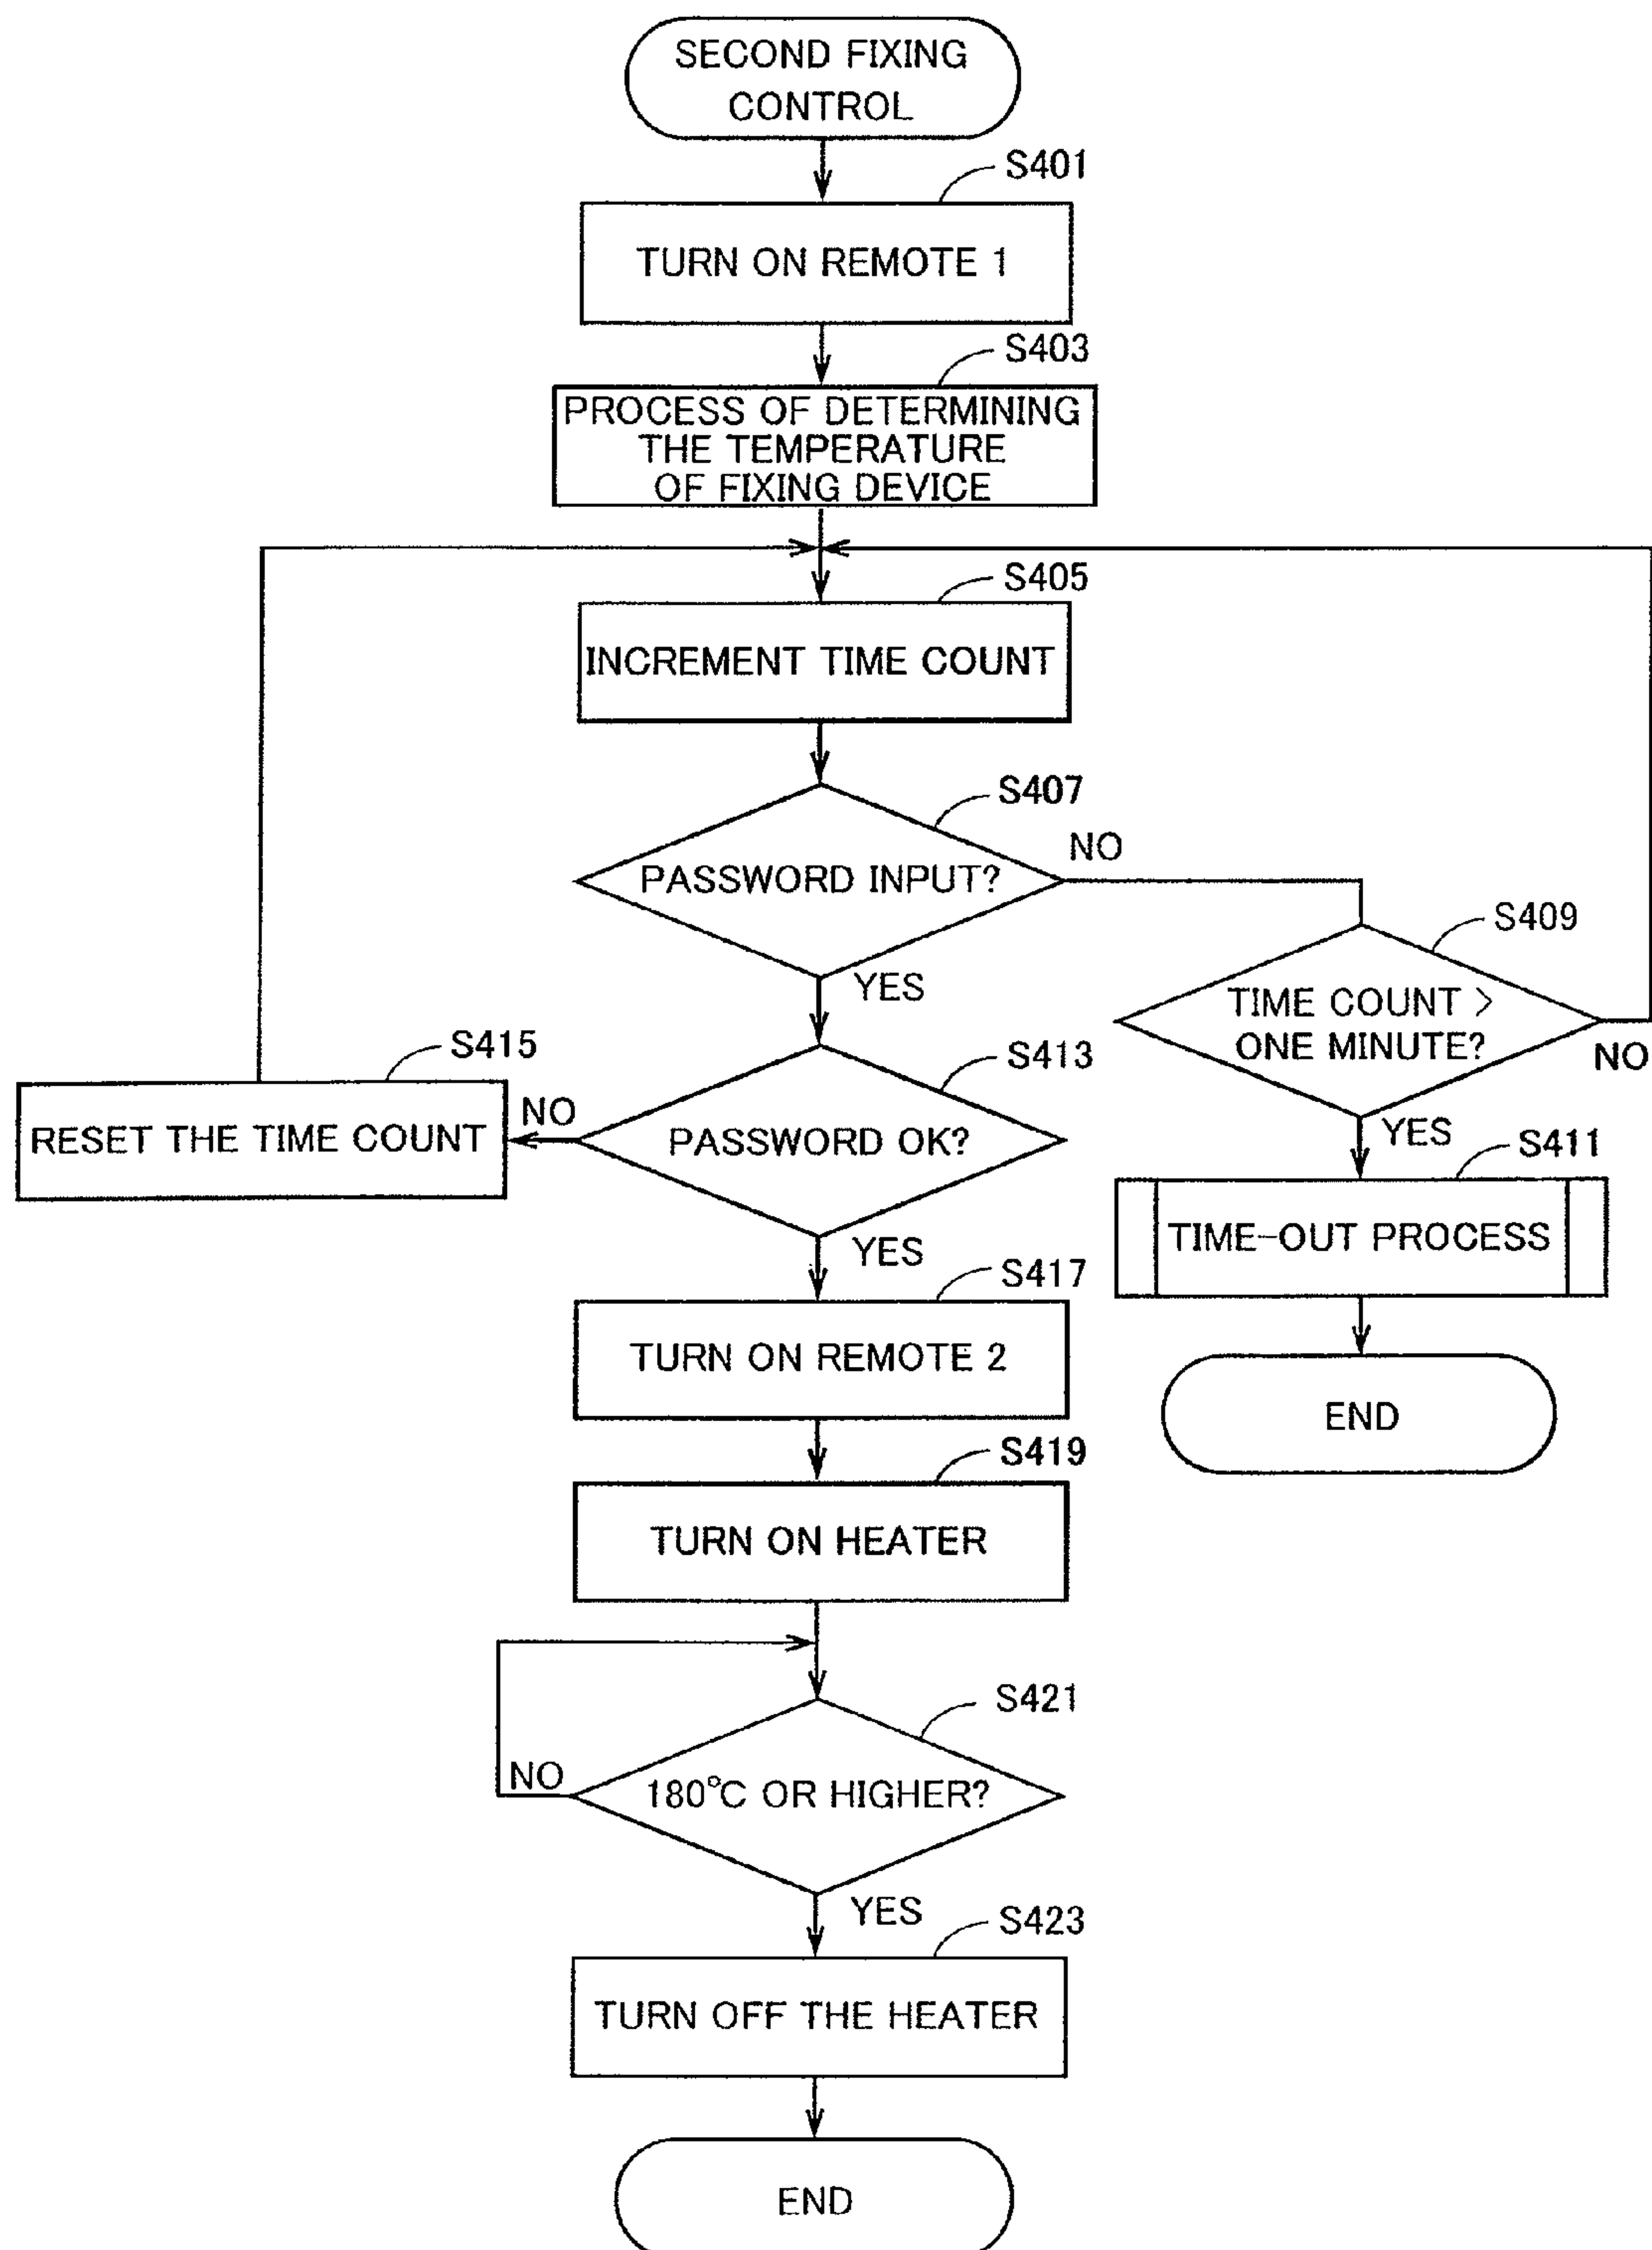 SECOND FIXING
CONTROL
S401
TURN ON REMOTE 1
S403
PROCESS OF DETERMINING
THE TEMPERATURE
OF FIXING DEVICE
S405
INCREMENT TIME COUNT
S407
PASSWORD INPUT?
NO
YES
S409
TIME COUNT >
ONE MINUTE?
NO
YES
S411
TIME-OUT PROCESS
END
S413
PASSWORD OK?
NO
S415
RESET THE TIME COUNT
YES
S417
TURN ON REMOTE 2
S419
TURN ON HEATER
S421
180°C OR HIGHER?
NO
YES
S423
TURN OFF THE HEATER
END